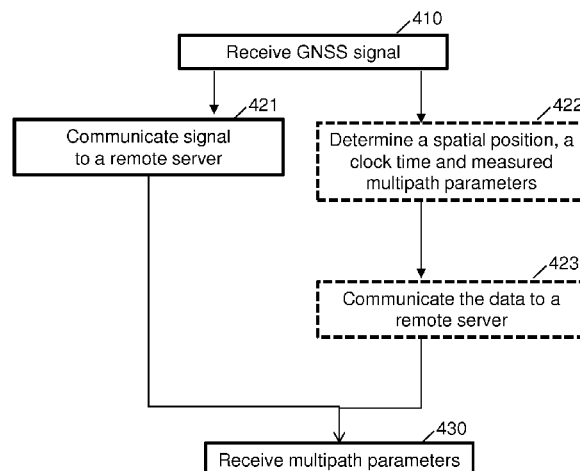 410
Receive GNSS signal
421
Communicate signal
to a remote server
422
Determine a spatial position, a
clock time and measured
multipath parameters
423
Communicate the data to a
remote server
430
Receive multipath parameters